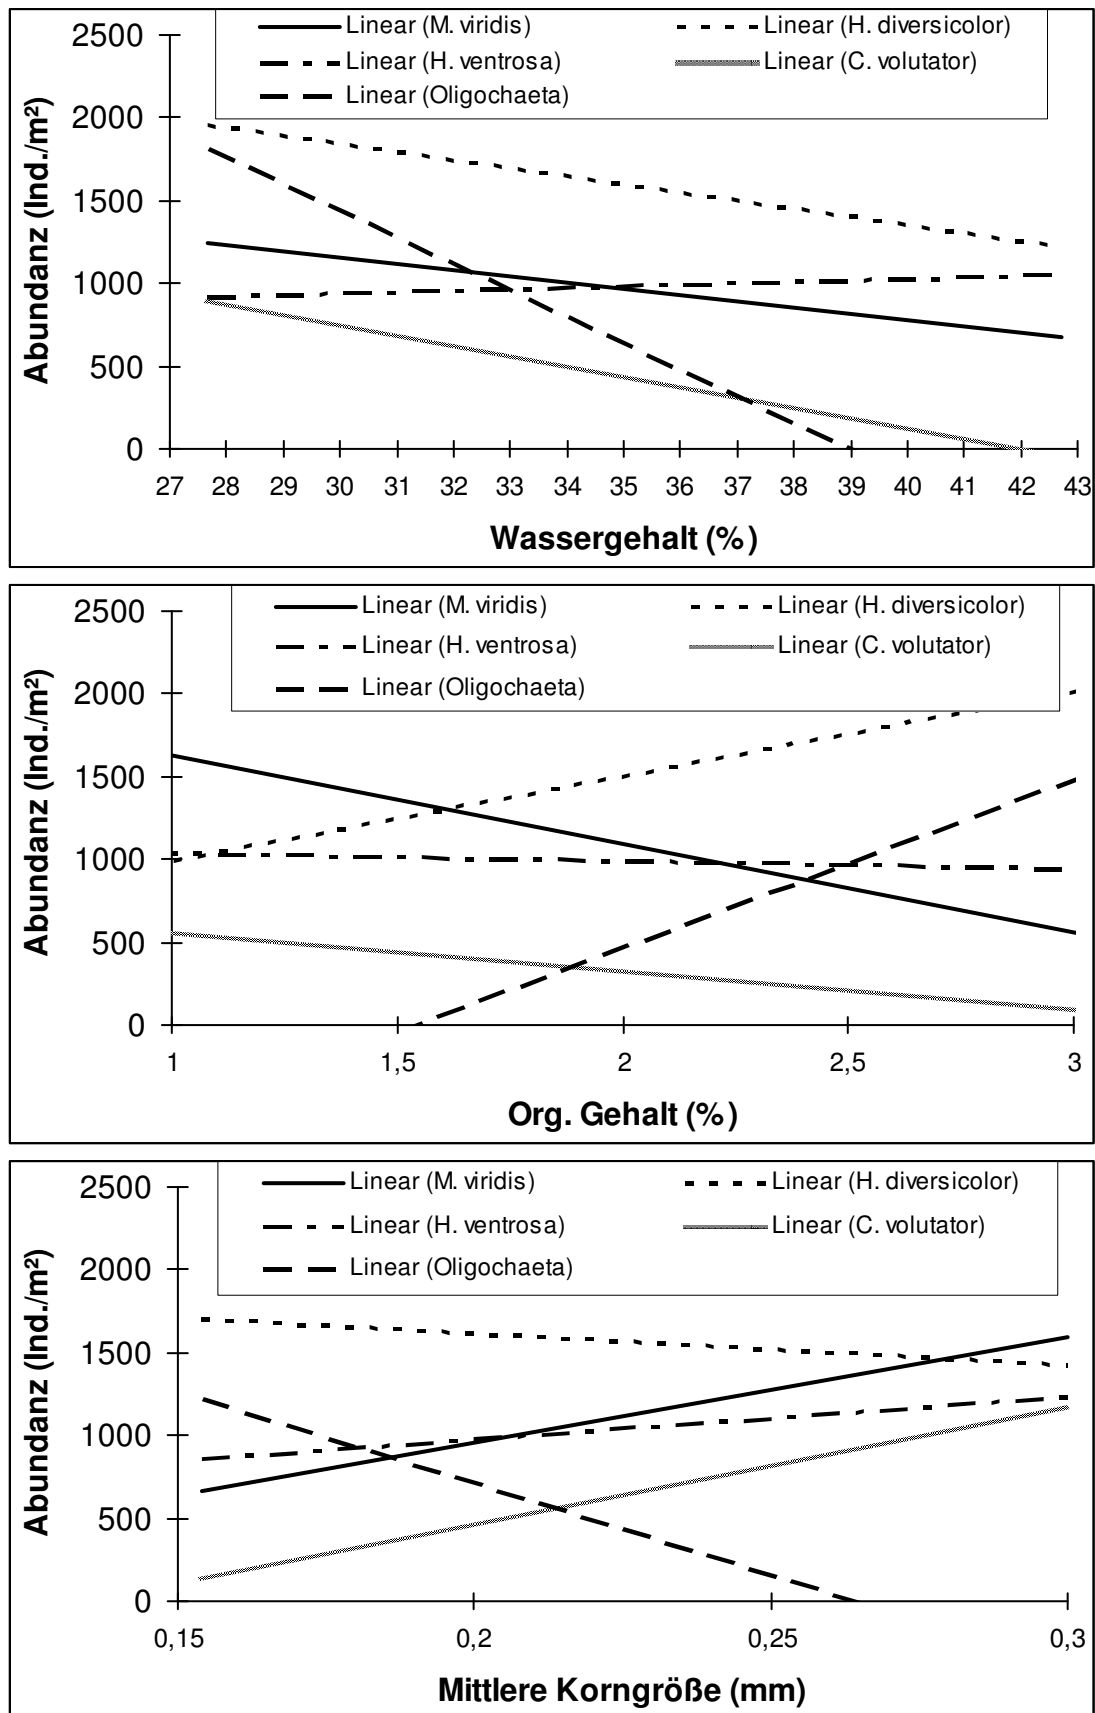 2500
Linear (M. viridis)
Linear (H. diversicolor)
Linear (H. ventrosa)
Linear (C. volutator)
Linear (Oligochaeta)
2000
1500
1000
500
0
Abundanz (Ind./m²)
27 28 29 30 31 32 33 34 35 36 37 38 39 40 41 42 43
Wassergehalt (%)
2500
Linear (M. viridis)
Linear (H. diversicolor)
Linear (H. ventrosa)
Linear (C. volutator)
Linear (Oligochaeta)
2000
1500
1000
500
0
Abundanz (Ind./m²)
1 1,5 2 2,5 3
Org. Gehalt (%)
2500
Linear (M. viridis)
Linear (H. diversicolor)
Linear (H. ventrosa)
Linear (C. volutator)
Linear (Oligochaeta)
2000
1500
1000
500
0
Abundanz (Ind./m²)
0,15 0,2 0,25 0,3
Mittlere Korngröße (mm)